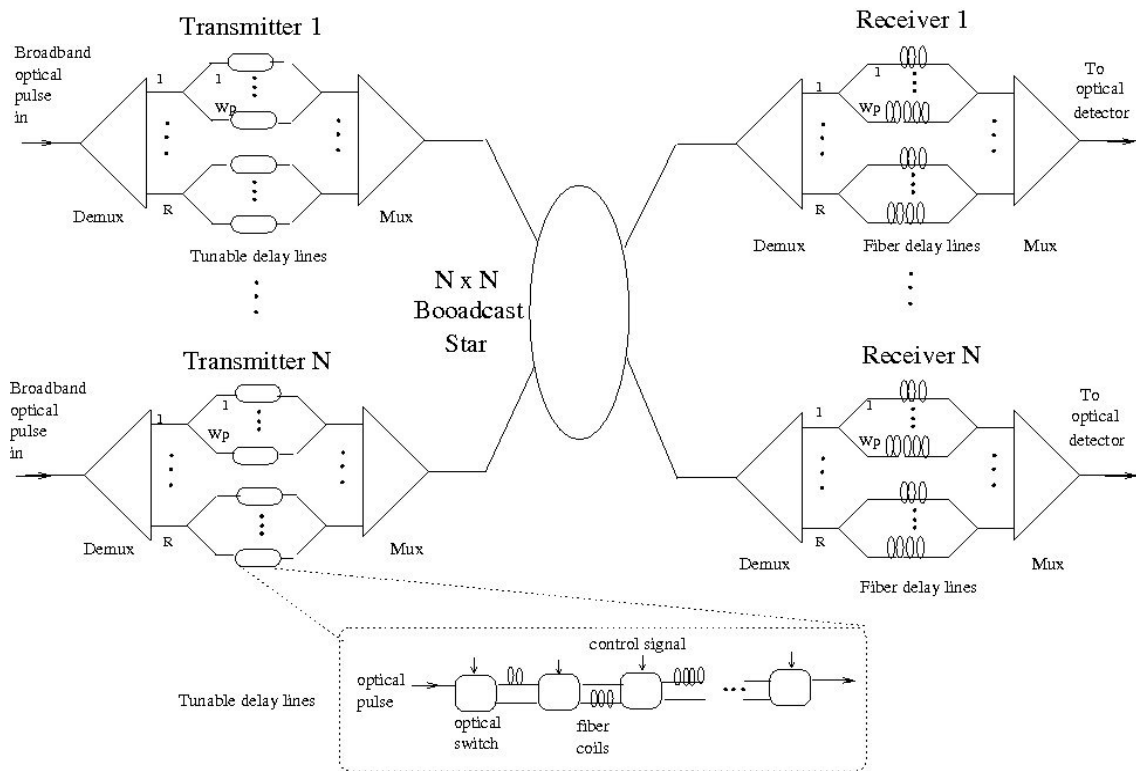 Transmitter 1
Broadband
optical
pulse
in
1
1
Wp
R
Demux
Mux
Tunable delay lines
Receiver 1
To
optical
detector
1
1
Wp
R
Demux
Fiber delay lines
Mux
N x N
Booadcast
Star
Transmitter N
Broadband
optical
pulse
in
1
1
Wp
R
Demux
Mux
Receiver N
To
optical
detector
1
1
Wp
R
Demux
Fiber delay lines
Mux
Tunable delay lines
control signal
optical
pulse
optical
switch
fiber
coils